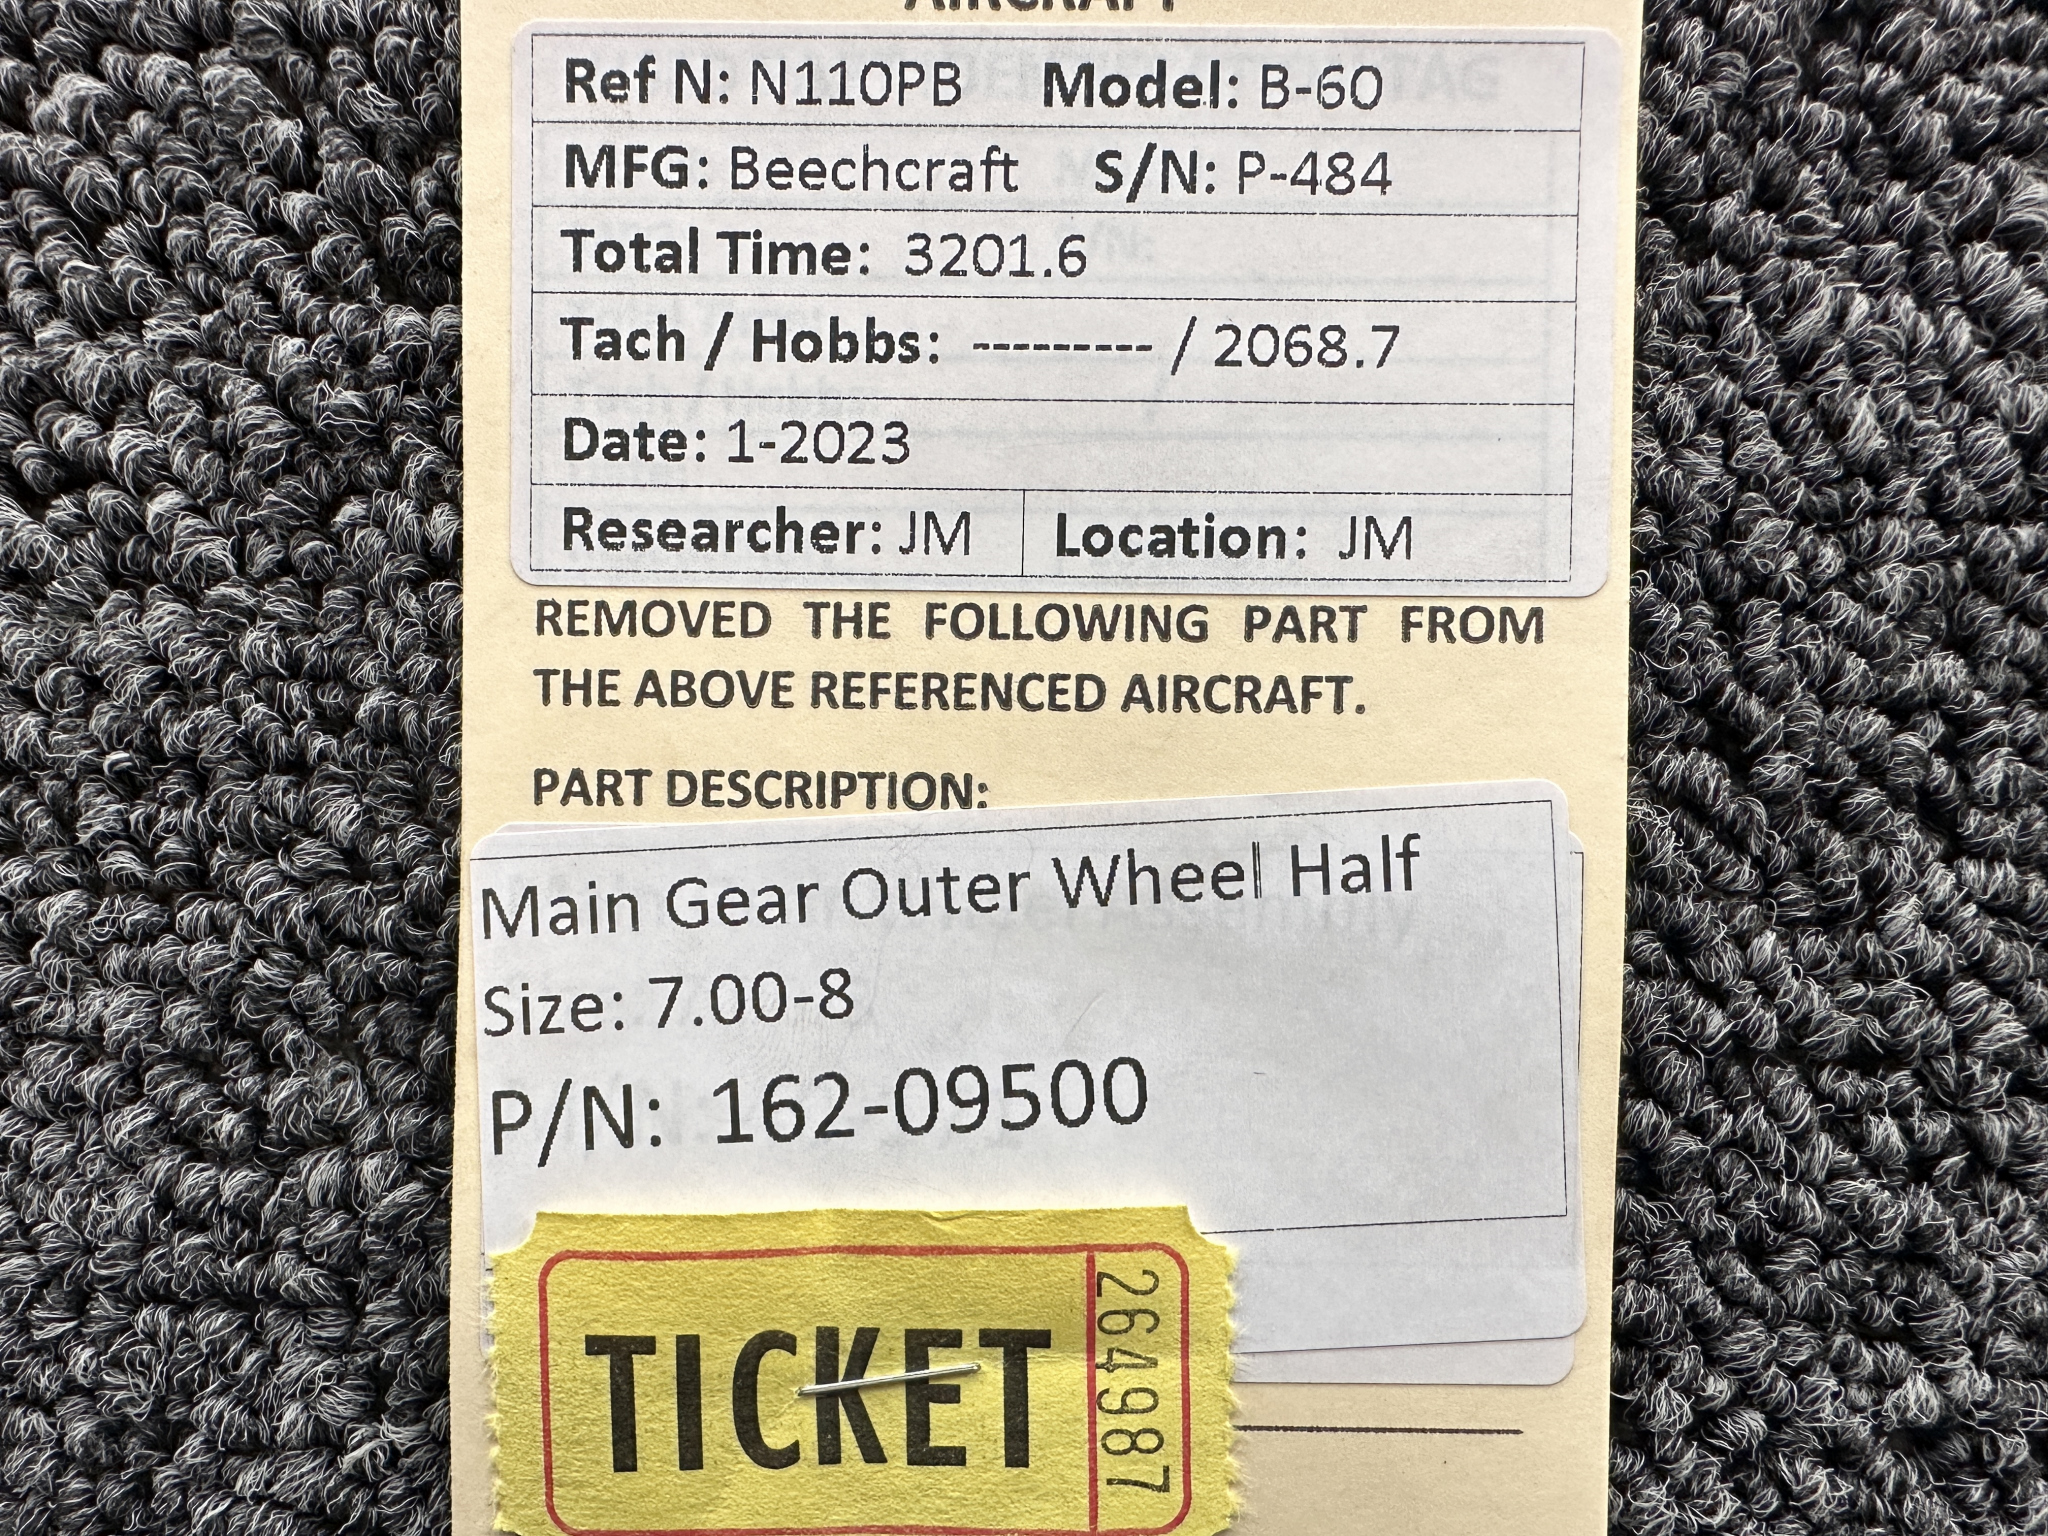 AIRCRAFT
Ref N: N110PB Model: B-60
MFG: Beechcraft S/N: P-484
Total Time: 3201.6
Tach / Hobbs: --------- / 2068.7
Date: 1-2023
Researcher: JM Location: JM
REMOVED THE FOLLOWING PART FROM
THE ABOVE REFERENCED AIRCRAFT.
PART DESCRIPTION:
Main Gear Outer Wheel Half
Size: 7.00-8
P/N: 162-09500
TICKET
264987